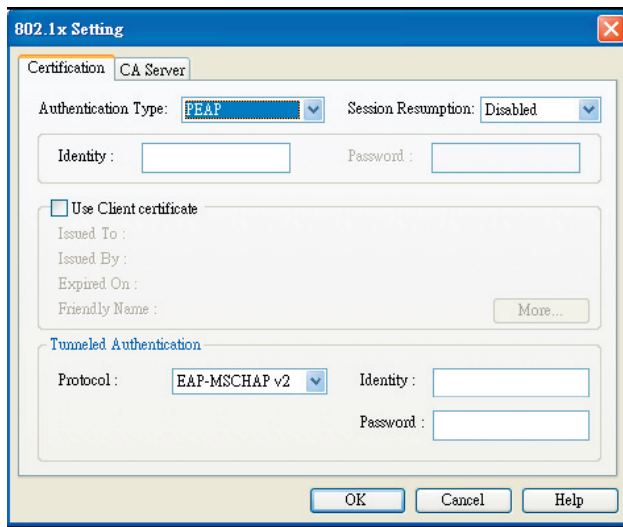 802.1x Setting
Certification CA Server
Authentication Type: PEAP Session Resumption: Disabled
Identity : Password :
Use Client certificate
Issued To :
Issued By :
Expired On :
Friendly Name : More...
Tunneled Authentication
Protocol : EAP-MSCHAP v2 Identity :
Password :
OK Cancel Help